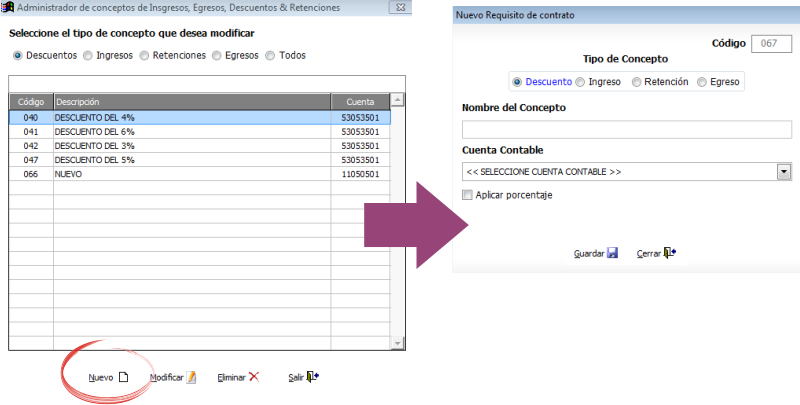 Administrador de conceptos de Insgresos, Egresos, Descuentos & Retenciones
Seleccione el tipo de concepto que desea modificar
Descuentos Ingresos Retenciones Egresos Todos
Código Descripción Cuenta
040 DESCUENTO DEL 4% 53053501
041 DESCUENTO DEL 6% 53053501
042 DESCUENTO DEL 3% 53053501
047 DESCUENTO DEL 5% 53053501
066 NUEVO 11050501
Nuevo Modificar Eliminar Salir
Nuevo Requisito de contrato
Código 067
Tipo de Concepto
Descuento Ingreso Retención Egreso
Nombre del Concepto
Cuenta Contable
<< SELECCIONE CUENTA CONTABLE >>
Aplicar porcentaje
Guardar Cerrar